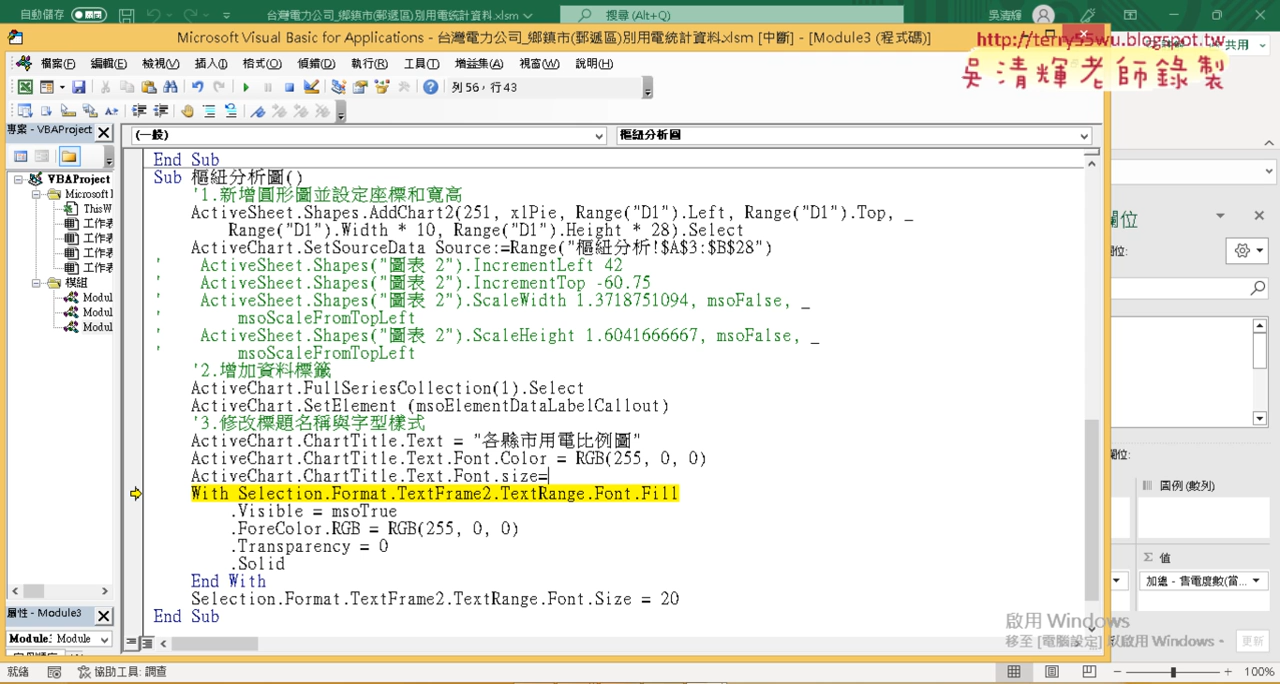 自動儲存
台灣電力公司_鄉鎮市(郵遞區)別用電統計資料.xlsm
搜尋 (Alt+Q)
吳清輝
Microsoft Visual Basic for Applications - 台灣電力公司_鄉鎮市(郵遞區)別用電統計資料.xlsm [中斷] - [Module3 (程式碼)]
http://terry55wu.blogspot.tw
吳清輝老師錄製
共用
檔案(F) 編輯(E) 檢視(V) 插入(I) 格式(O) 偵錯(D) 執行(R) 工具(T) 增益集(A) 視窗(W) 說明(H)
列 56，行 43
專案 - VBAProject
(一般)
樞紐分析圖
VBAProject
Microsoft
ThisW
工作表
工作表
工作表
工作表
模組
Modul
Modul
Modul
屬性 - Module3
Module: Module
End Sub
Sub 樞紐分析圖()
'1.新增圓形圖並設定座標和寬高
ActiveSheet.Shapes.AddChart2(251, xlPie, Range("D1").Left, Range("D1").Top, _
Range("D1").Width * 10, Range("D1").Height * 28).Select
ActiveChart.SetSourceData Source:=Range("樞紐分析!$A$3:$B$28")
' ActiveSheet.Shapes("圖表 2").IncrementLeft 42
' ActiveSheet.Shapes("圖表 2").IncrementTop -60.75
' ActiveSheet.Shapes("圖表 2").ScaleWidth 1.3718751094, msoFalse, _
' msoScaleFromTopLeft
' ActiveSheet.Shapes("圖表 2").ScaleHeight 1.6041666667, msoFalse, _
' msoScaleFromTopLeft
'2.增加資料標籤
ActiveChart.FullSeriesCollection(1).Select
ActiveChart.SetElement (msoElementDataLabelCallout)
'3.修改標題名稱與字型樣式
ActiveChart.ChartTitle.Text = "各縣市用電比例圖"
ActiveChart.ChartTitle.Text.Font.Color = RGB(255, 0, 0)
ActiveChart.ChartTitle.Text.Font.size=
With Selection.Format.TextFrame2.TextRange.Font.Fill
.Visible = msoTrue
.ForeColor.RGB = RGB(255, 0, 0)
.Transparency = 0
.Solid
End With
Selection.Format.TextFrame2.TextRange.Font.Size = 20
End Sub
欄位
圖例 (數列)
Σ 值
加總 - 售電度數(當...
啟用 Windows
移至 [電腦設定] 以啟用 Windows。
更新
就緒
協助工具: 調查
100%